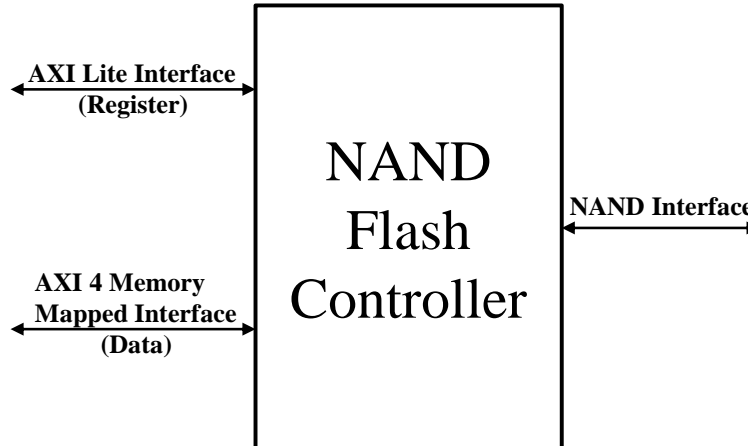 AXI Lite Interface
(Register)
NAND
Flash
Controller
NAND Interface
AXI 4 Memory
Mapped Interface
(Data)